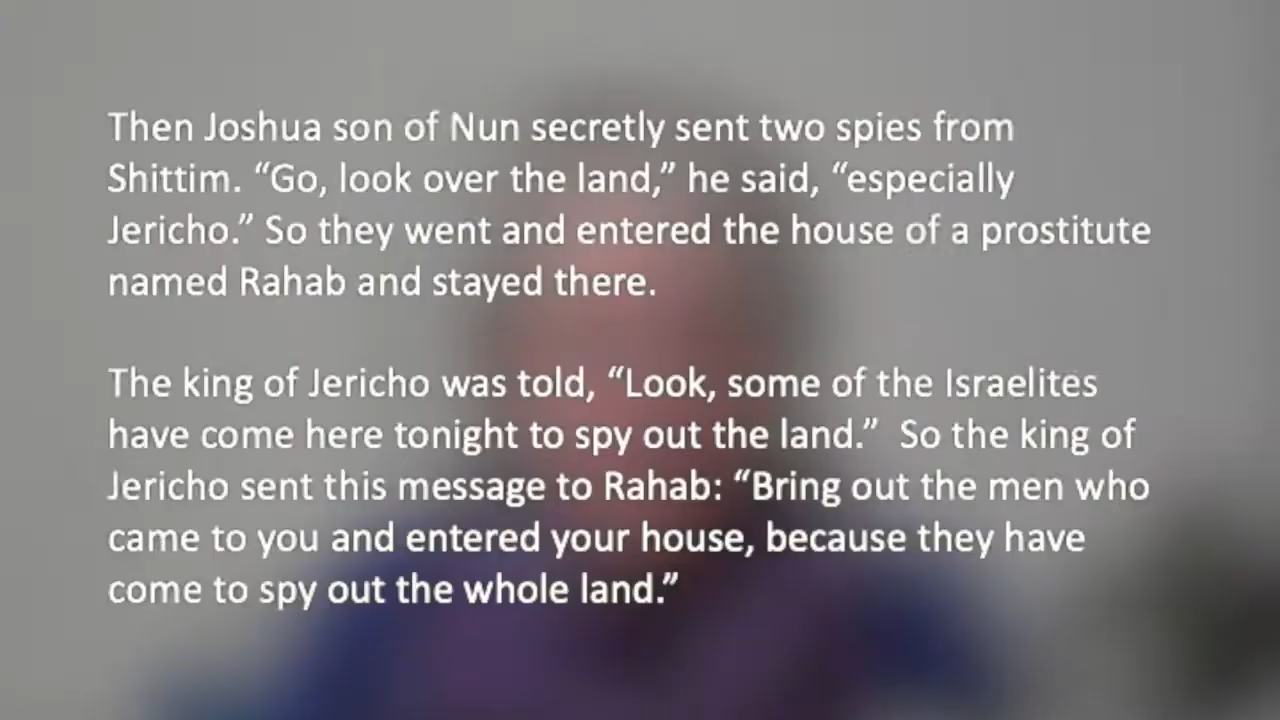 Then Joshua son of Nun secretly sent two spies from
Shittim. “Go, look over the land,” he said, “especially
Jericho.” So they went and entered the house of a prostitute
named Rahab and stayed there.
The king of Jericho was told, “Look, some of the Israelites
have come here tonight to spy out the land.”  So the king of
Jericho sent this message to Rahab: “Bring out the men who
came to you and entered your house, because they have
come to spy out the whole land.”